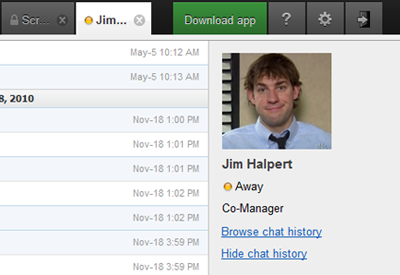 Scr...
Jim...
Download app
?
May-5 10:12 AM
May-5 10:13 AM
8, 2010
Nov-18 1:00 PM
Nov-18 1:01 PM
Nov-18 1:01 PM
Nov-18 1:02 PM
Nov-18 1:02 PM
Nov-18 3:59 PM
Nov-18 3:59 PM
Jim Halpert
Away
Co-Manager
Browse chat history
Hide chat history